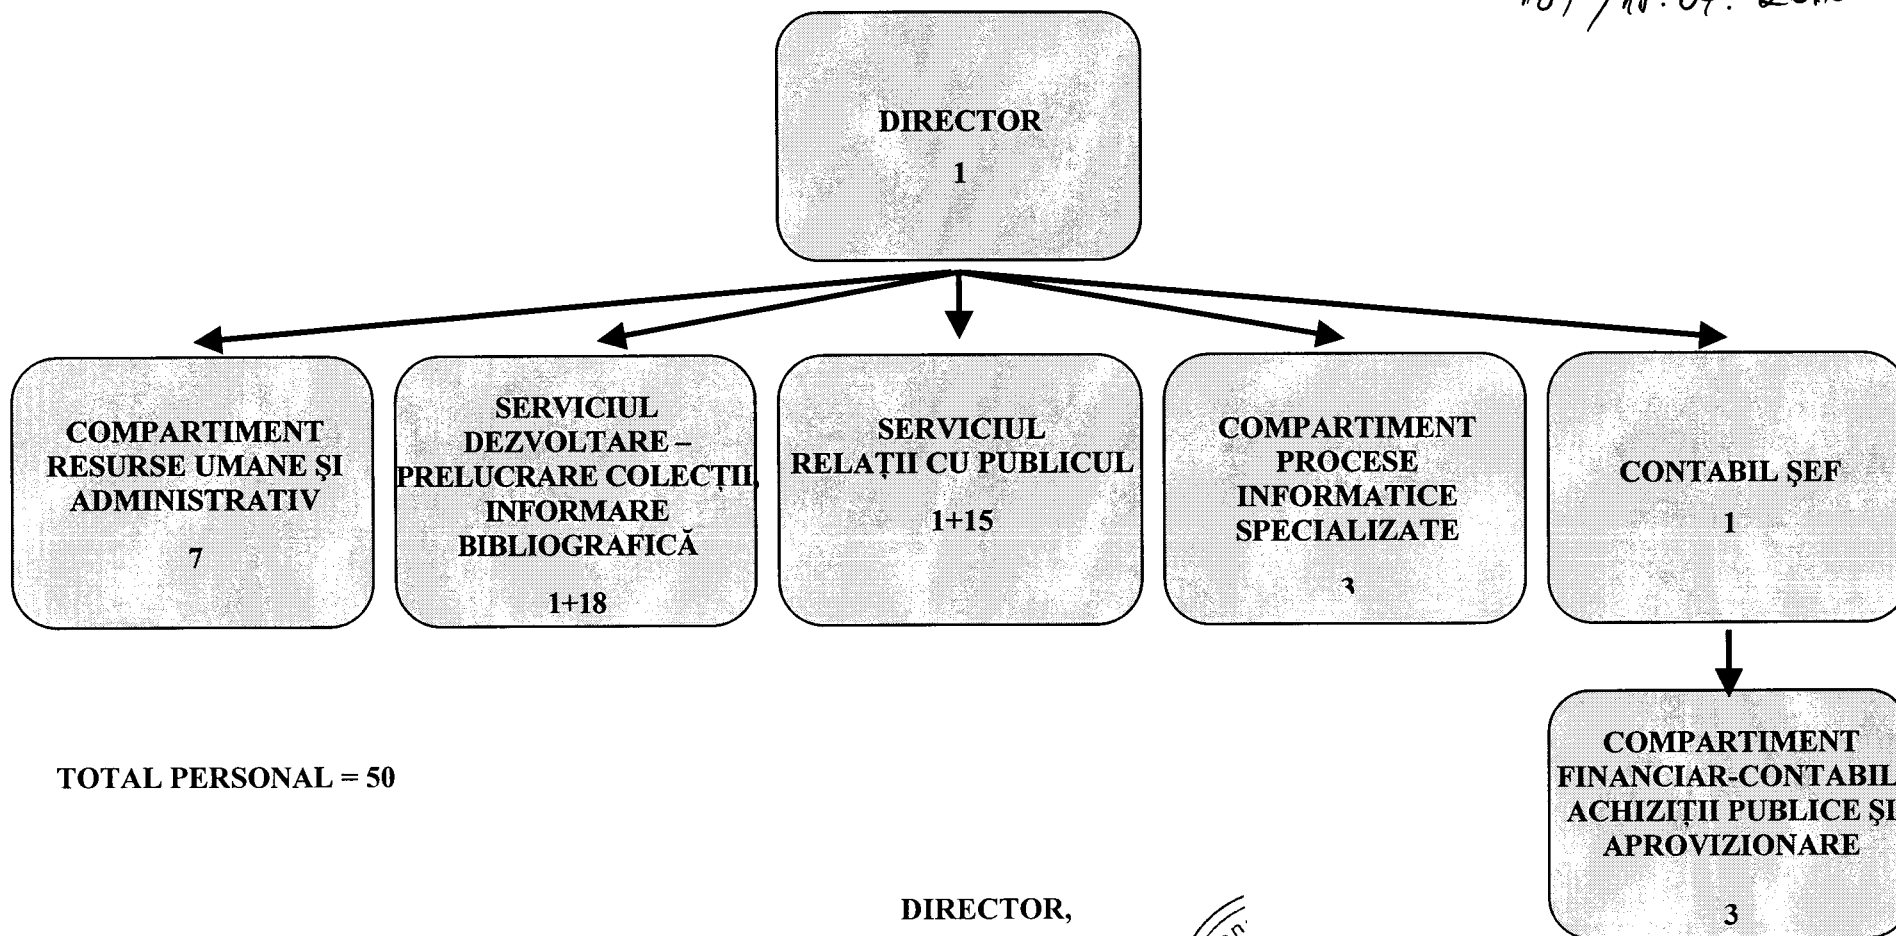 DIRECTOR
1
COMPARTIMENT
RESURSE UMANE ȘI
ADMINISTRATIV
7
SERVICIUL
DEZVOLTARE –
PRELUCRARE COLECȚII,
INFORMARE
BIBLIOGRAFICĂ
1+18
SERVICIUL
RELAȚII CU PUBLICUL
1+15
COMPARTIMENT
PROCESE
INFORMATICE
SPECIALIZATE
3
CONTABIL ȘEF
1
COMPARTIMENT
FINANCIAR-CONTABIL
ACHIZIȚII PUBLICE ȘI
APROVIZIONARE
3
TOTAL PERSONAL = 50
DIRECTOR,